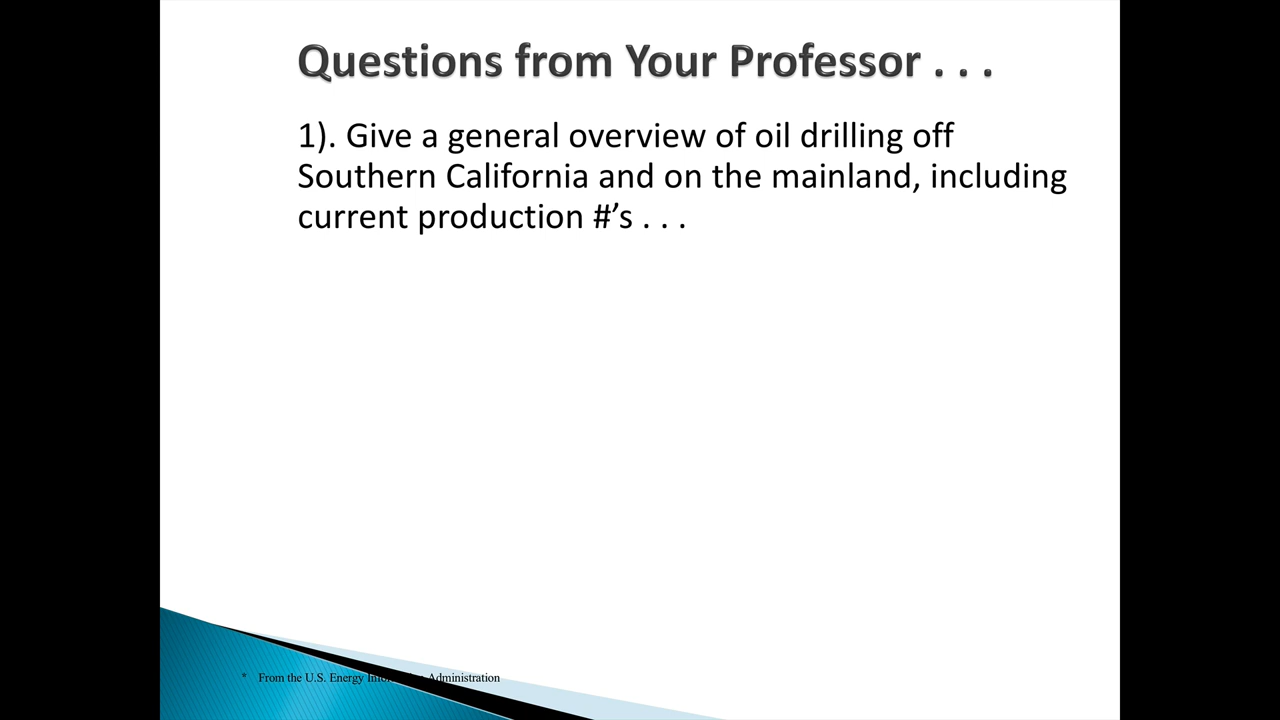 Questions from Your Professor . . .
1). Give a general overview of oil drilling off
Southern California and on the mainland, including
current production #’s . . .
* From the U.S. Energy Information Administration